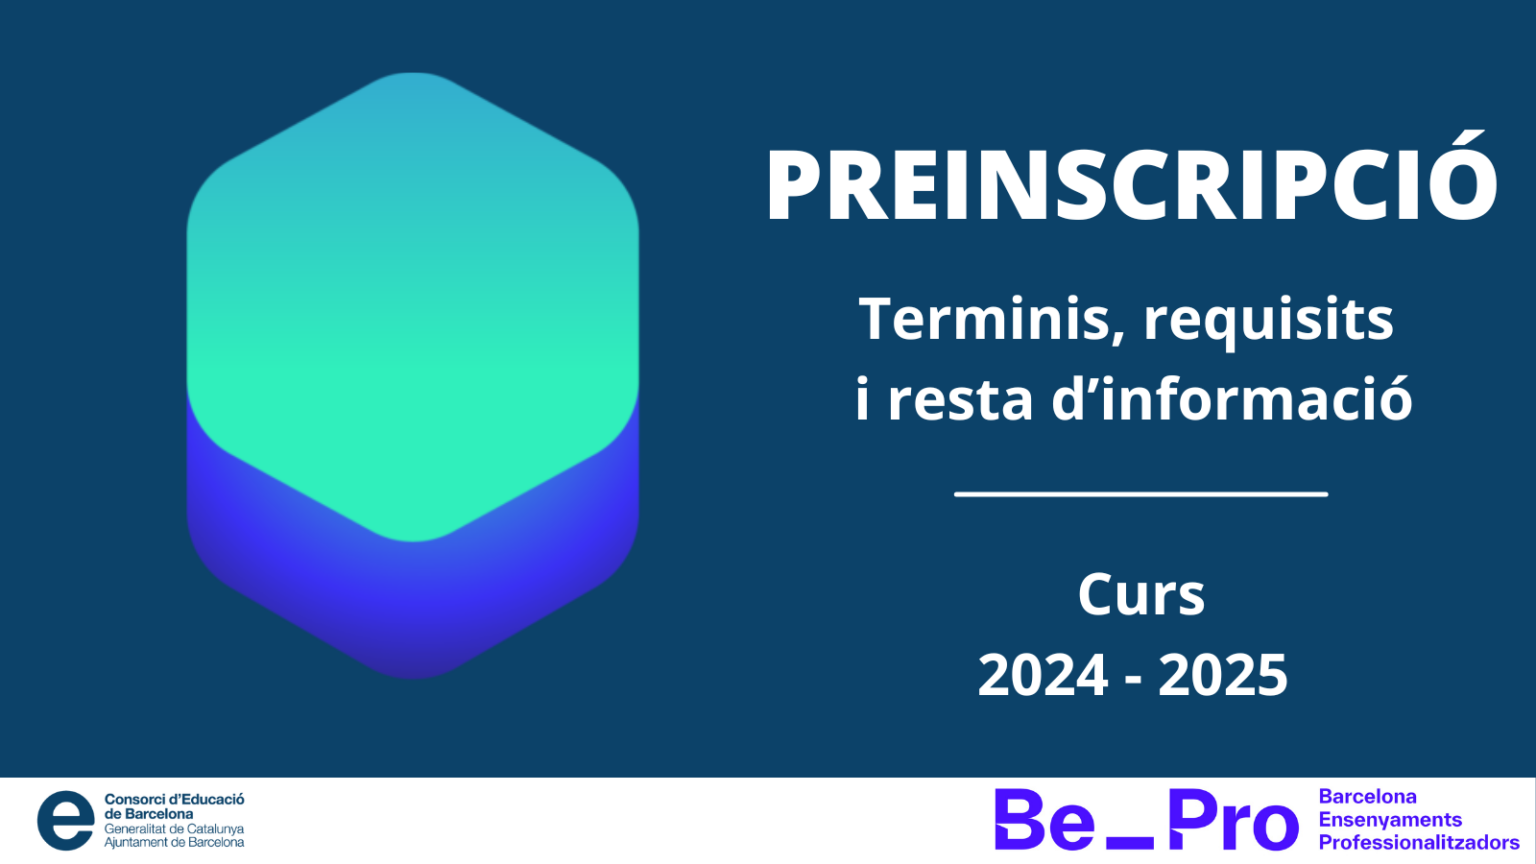 PREINSCRIPCIÓ
Terminis, requisits
i resta d’informació
Curs
2024 - 2025
e Consorci d’Educació
de Barcelona
Generalitat de Catalunya
Ajuntament de Barcelona
Be_Pro
Barcelona
Ensenyaments
Professionalitzadors